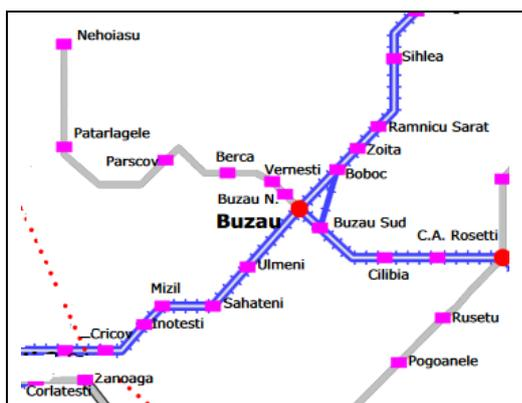 Nehoiasu
Sihlea
Patarlagele
Ramnicu Sarat
Parscov
Berca
Zoita
Vernesti
Boboc
Buzau N.
Buzau
Buzau Sud
C.A. Rosetti
Ulmeni
Cilibia
Mizil
Sahateni
Inotesti
Cricov
Rusetu
Pogoanele
Zanoaga
Corlatesti